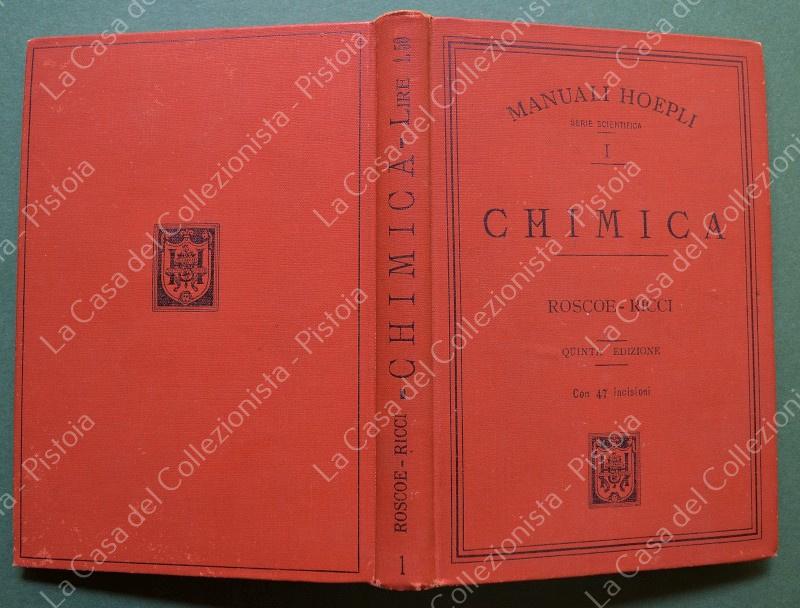 MANUALI HOEPLI
SERIE SCIENTIFICA
I
CHIMICA
ROSCOE-RICCI
QUINTA EDIZIONE
Con 47 incisioni
1 ROSCOE-RICCI - CHIMICA - LIRE 1.50
La Casa del Collezionista - Pistoia